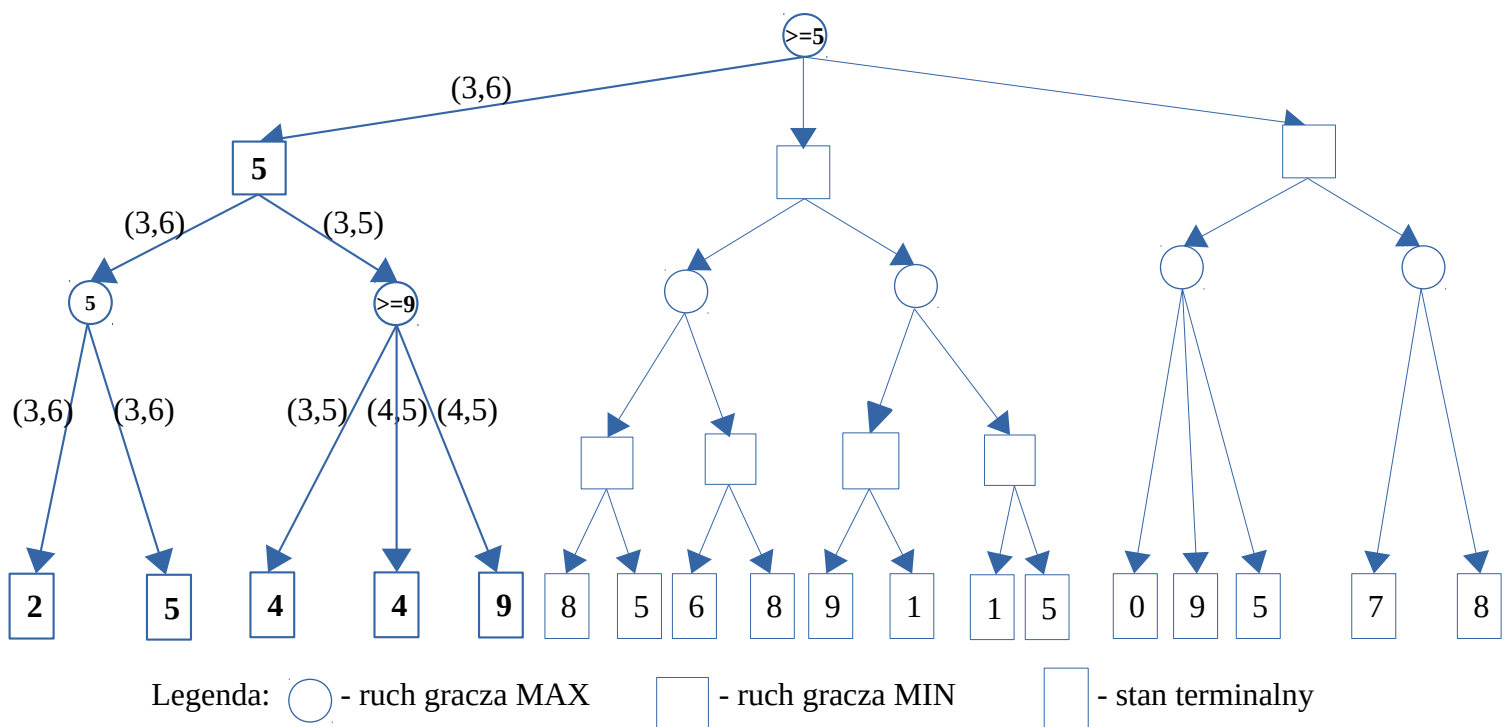 >=5
(3,6)
5
(3,6) (3,5)
5 >=9
(3,6) (3,6) (3,5) (4,5) (4,5)
2 5 4 4 9 8 5 6 8 9 1 1 5 0 9 5 7 8
Legenda: - ruch gracza MAX - ruch gracza MIN - stan terminalny